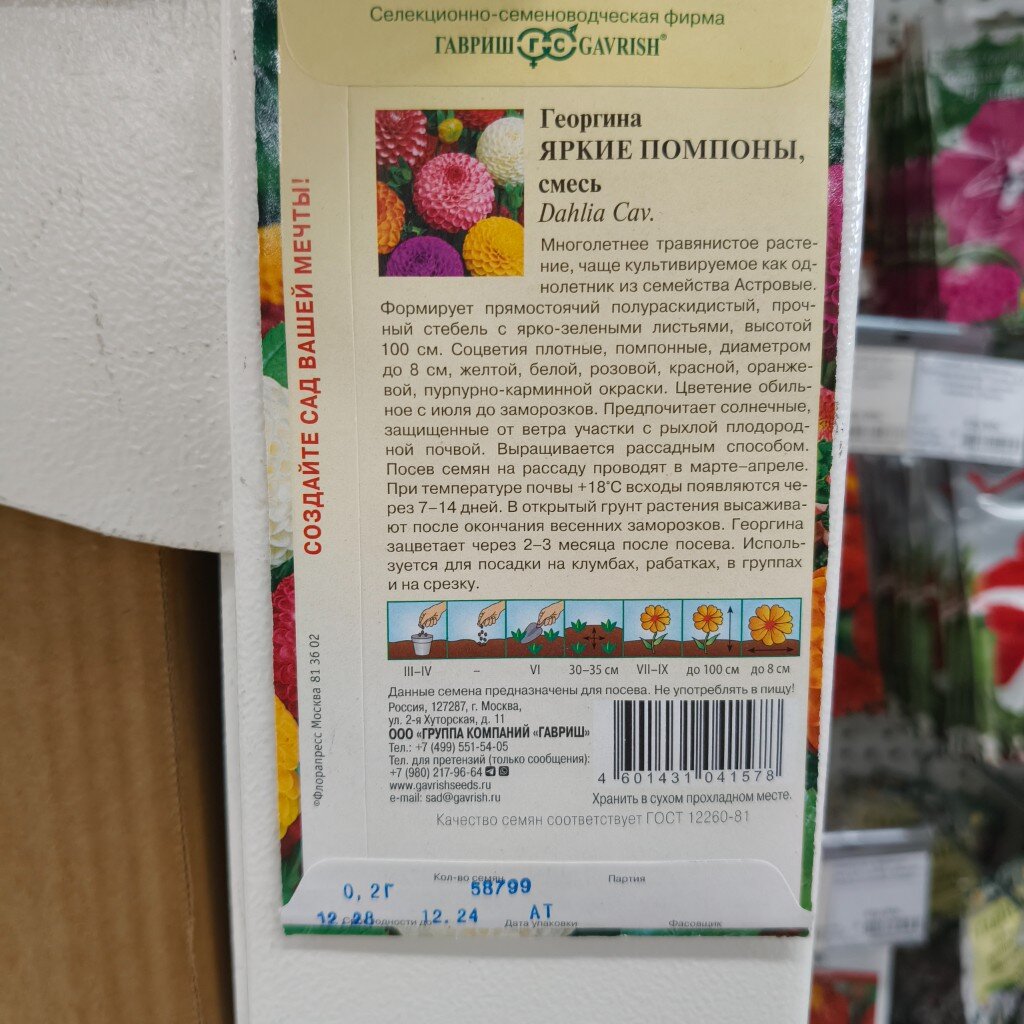 Селекционно-семеноводческая фирма
ГАВРИШ ГС GAVRISH®
СОЗДАЙТЕ САД ВАШЕЙ МЕЧТЫ!
Георгина
ЯРКИЕ ПОМПОНЫ,
смесь
Dahlia Cav.
Многолетнее травянистое расте-
ние, чаще культивируемое как од-
нолетник из семейства Астровые.
Формирует прямостоячий полураскидистый, проч-
ный стебель с ярко-зелеными листьями, высотой
100 см. Соцветия плотные, помпонные, диаметром
до 8 см, желтой, белой, розовой, красной, оранже-
вой, пурпурно-карминной окраски. Цветение обиль-
ное с июля до заморозков. Предпочитает солнечные,
защищенные от ветра участки с рыхлой плодород-
ной почвой. Выращивается рассадным способом.
Посев семян на рассаду проводят в марте–апреле.
При температуре почвы +18°С всходы появляются че-
рез 7–14 дней. В открытый грунт растения высажива-
ют после окончания весенних заморозков. Георгина
зацветает через 2–3 месяца после посева. Исполь-
зуется для посадки на клумбах, рабатках, в группах
и на срезку.
III–IV – VI 30–35 см VII–IX до 100 см до 8 см
Данные семена предназначены для посева. Не употреблять в пищу!
Россия, 127287, г. Москва,
ул. 2-я Хуторская, д. 11
ООО «ГРУППА КОМПАНИЙ «ГАВРИШ»
Тел.: +7 (499) 551-54-05
Тел. для претензий (только сообщения):
+7 (980) 217-96-64
www.gavrishseeds.ru
e-mail: sad@gavrish.ru
4 601431 041578
Хранить в сухом прохладном месте.
Качество семян соответствует ГОСТ 12260-81
©Флорапресс Москва 81 36 02
Кол-во семян Партия
0,2Г 58799
12.28 12.24 АТ
Срок годности до Дата упаковки Фасовщик